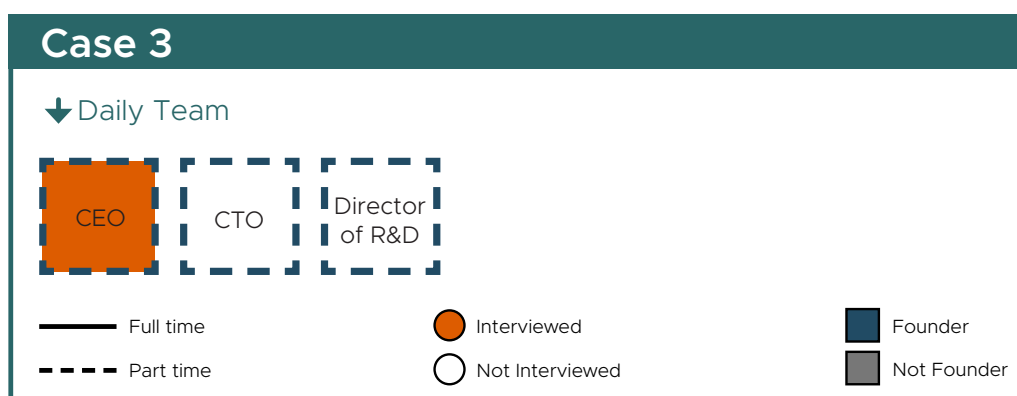 Case 3
Daily Team
CEO
CTO
Director
of R&D
Full time
Interviewed
Founder
Part time
Not Interviewed
Not Founder